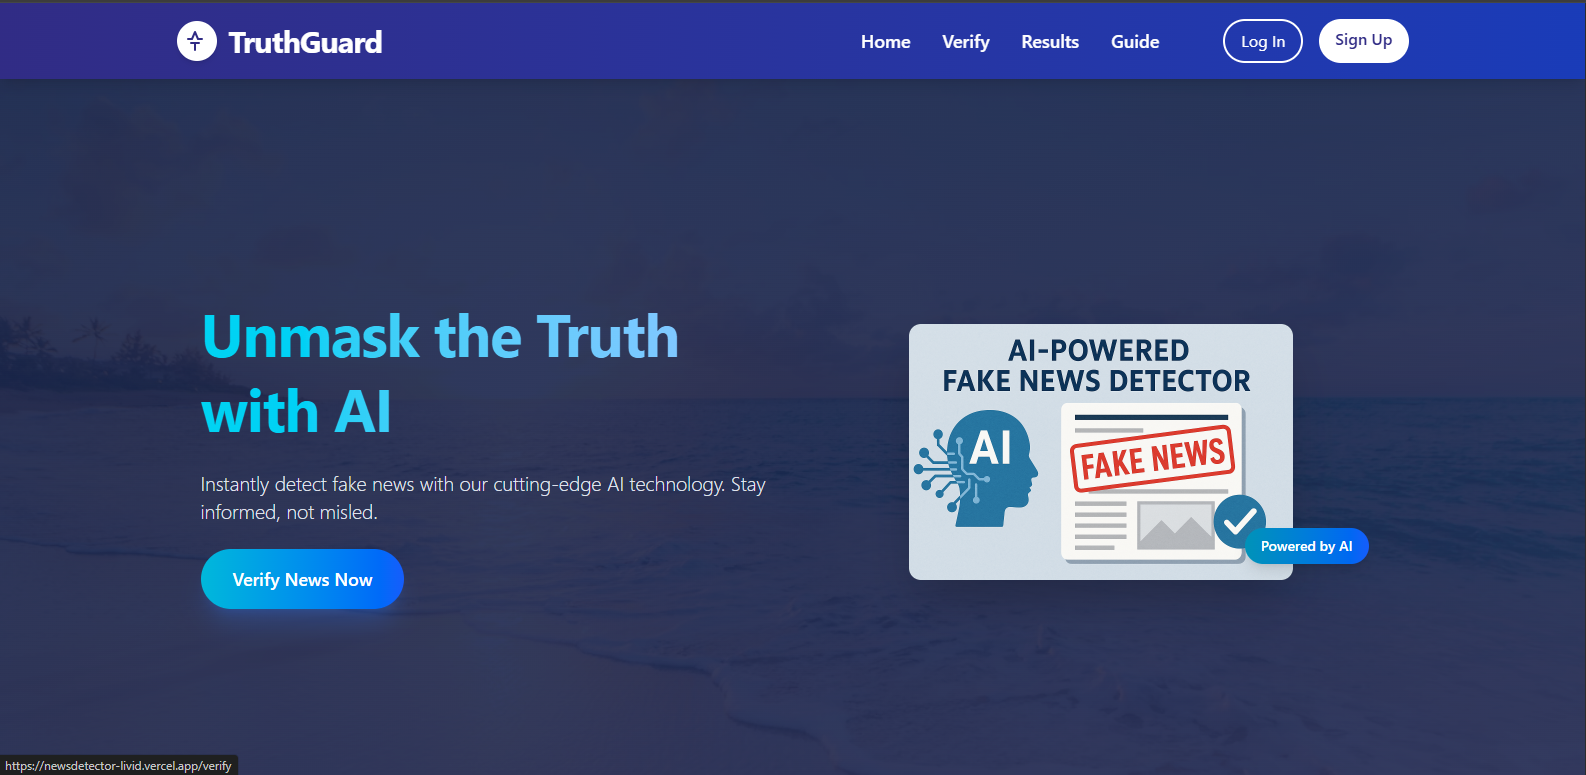 TruthGuard
Home
Verify
Results
Guide
Log In
Sign Up
Unmask the Truth
with AI
Instantly detect fake news with our cutting-edge AI technology. Stay
informed, not misled.
Verify News Now
AI-POWERED
FAKE NEWS DETECTOR
AI
FAKE NEWS
Powered by AI
https://newsdetector-livid.vercel.app/verify